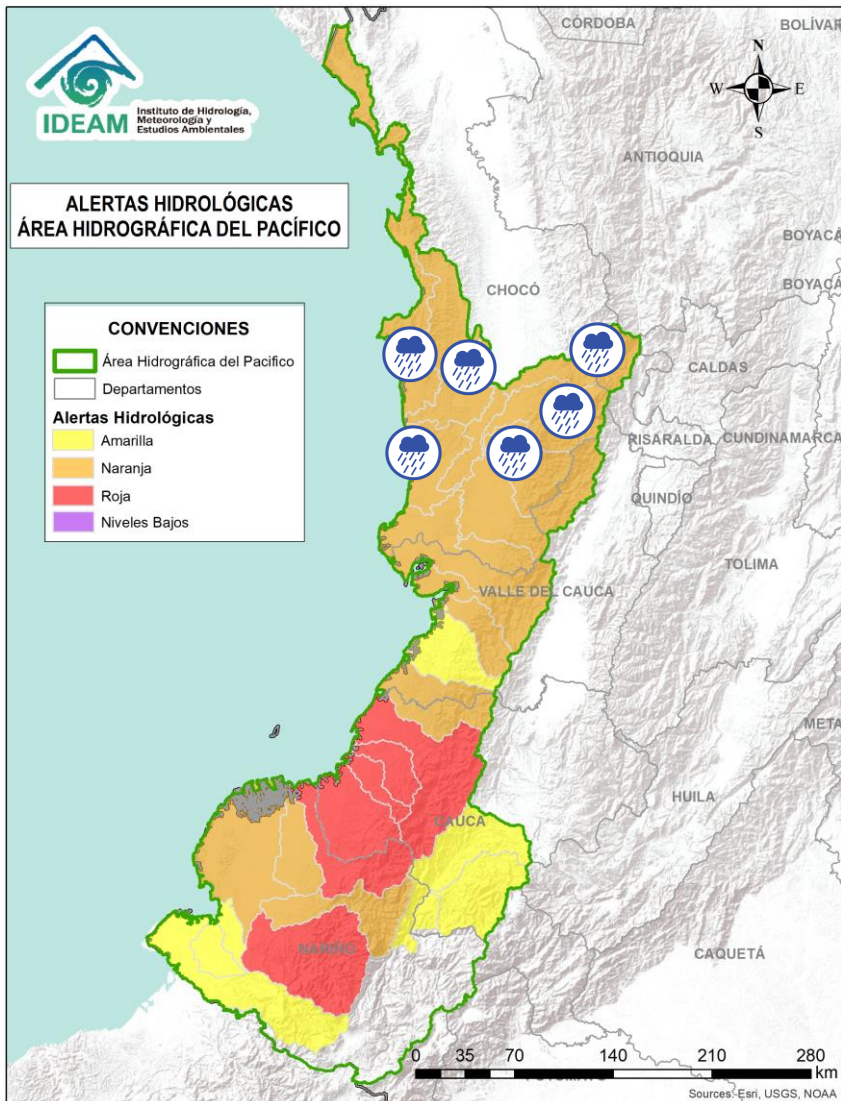 IDEAM
Instituto de Hidrología,
Meteorología y
Estudios Ambientales
ALERTAS HIDROLÓGICAS
ÁREA HIDROGRÁFICA DEL PACÍFICO
CONVENCIONES
Área Hidrográfica del Pacifico
Departamentos
Alertas Hidrológicas
Amarilla
Naranja
Roja
Niveles Bajos
N
W
E
S
CÓRDOBA
BOLÍVAR
ANTIOQUIA
BOYACÁ
BOYACÁ
CHOCÓ
CALDAS
RISARALDA
CUNDINAMARCA
QUINDÍO
TOLIMA
VALLE DEL CAUCA
META
HUILA
CAUCA
NARIÑO
CAQUETÁ
0 35 70 140 210 280
km
Sources: Esri, USGS, NOAA